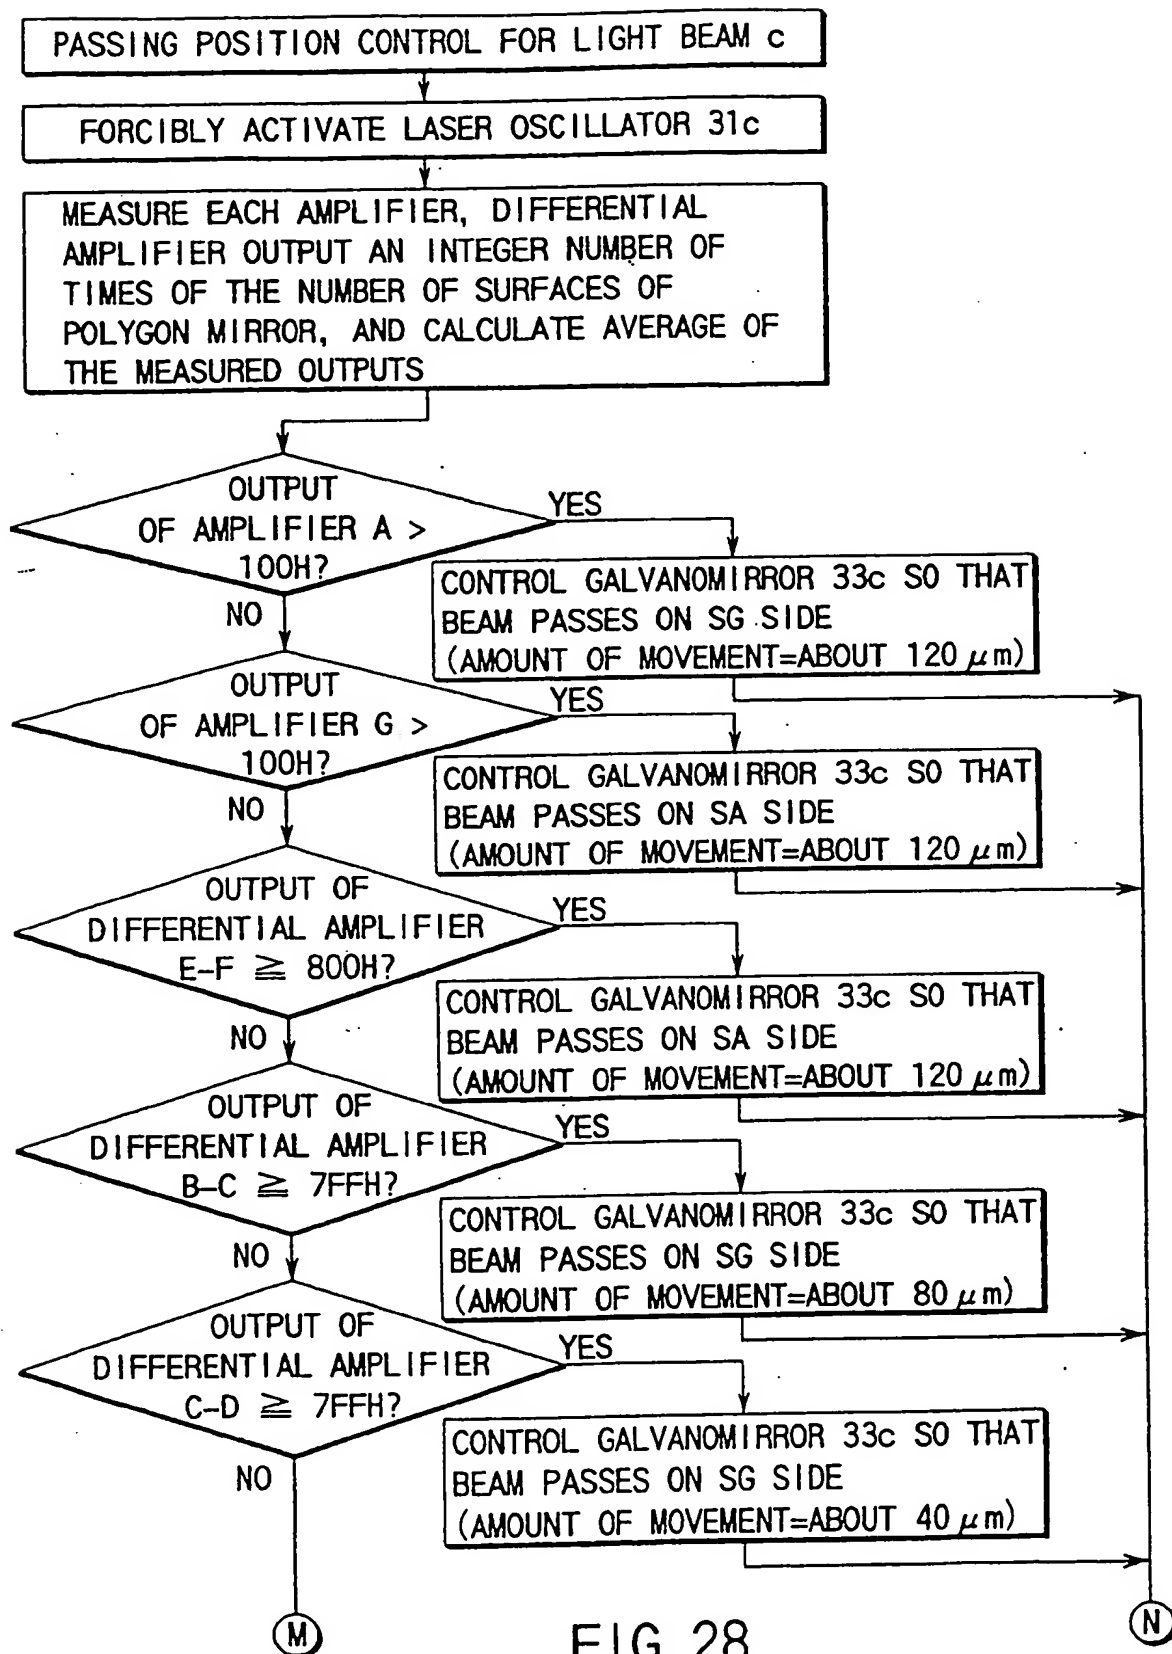 PASSING POSITION CONTROL FOR LIGHT BEAM c
FORCIBLY ACTIVATE LASER OSCILLATOR 31c
MEASURE EACH AMPLIFIER, DIFFERENTIAL
AMPLIFIER OUTPUT AN INTEGER NUMBER OF
TIMES OF THE NUMBER OF SURFACES OF
POLYGON MIRROR, AND CALCULATE AVERAGE OF
THE MEASURED OUTPUTS
OUTPUT
OF AMPLIFIER A >
100H?
YES
NO
CONTROL GALVANOMIRROR 33c SO THAT
BEAM PASSES ON SG SIDE
(AMOUNT OF MOVEMENT=ABOUT 120 μm)
OUTPUT
OF AMPLIFIER G >
100H?
YES
NO
CONTROL GALVANOMIRROR 33c SO THAT
BEAM PASSES ON SA SIDE
(AMOUNT OF MOVEMENT=ABOUT 120 μm)
OUTPUT OF
DIFFERENTIAL AMPLIFIER
E-F ≧ 800H?
YES
NO
CONTROL GALVANOMIRROR 33c SO THAT
BEAM PASSES ON SA SIDE
(AMOUNT OF MOVEMENT=ABOUT 120 μm)
OUTPUT OF
DIFFERENTIAL AMPLIFIER
B-C ≧ 7FFH?
YES
NO
CONTROL GALVANOMIRROR 33c SO THAT
BEAM PASSES ON SG SIDE
(AMOUNT OF MOVEMENT=ABOUT 80 μm)
OUTPUT OF
DIFFERENTIAL AMPLIFIER
C-D ≧ 7FFH?
YES
NO
CONTROL GALVANOMIRROR 33c SO THAT
BEAM PASSES ON SG SIDE
(AMOUNT OF MOVEMENT=ABOUT 40 μm)
M
N
FIG. 28